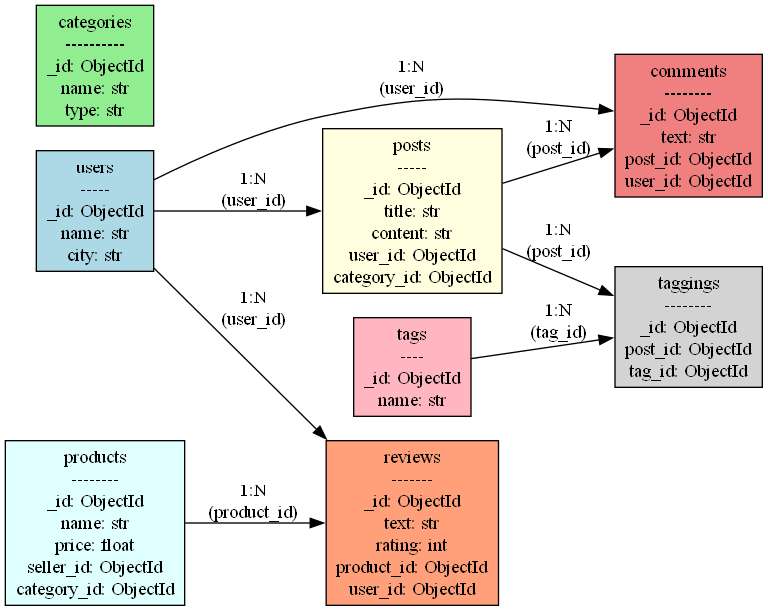 categories
----------
_id: ObjectId
name: str
type: str
users
-----
_id: ObjectId
name: str
city: str
1:N
(user_id)
1:N
(user_id)
1:N
(user_id)
posts
-----
_id: ObjectId
title: str
content: str
user_id: ObjectId
category_id: ObjectId
1:N
(post_id)
1:N
(post_id)
comments
--------
_id: ObjectId
text: str
post_id: ObjectId
user_id: ObjectId
tags
----
_id: ObjectId
name: str
1:N
(tag_id)
taggings
--------
_id: ObjectId
post_id: ObjectId
tag_id: ObjectId
products
--------
_id: ObjectId
name: str
price: float
seller_id: ObjectId
category_id: ObjectId
1:N
(product_id)
reviews
-------
_id: ObjectId
text: str
rating: int
product_id: ObjectId
user_id: ObjectId